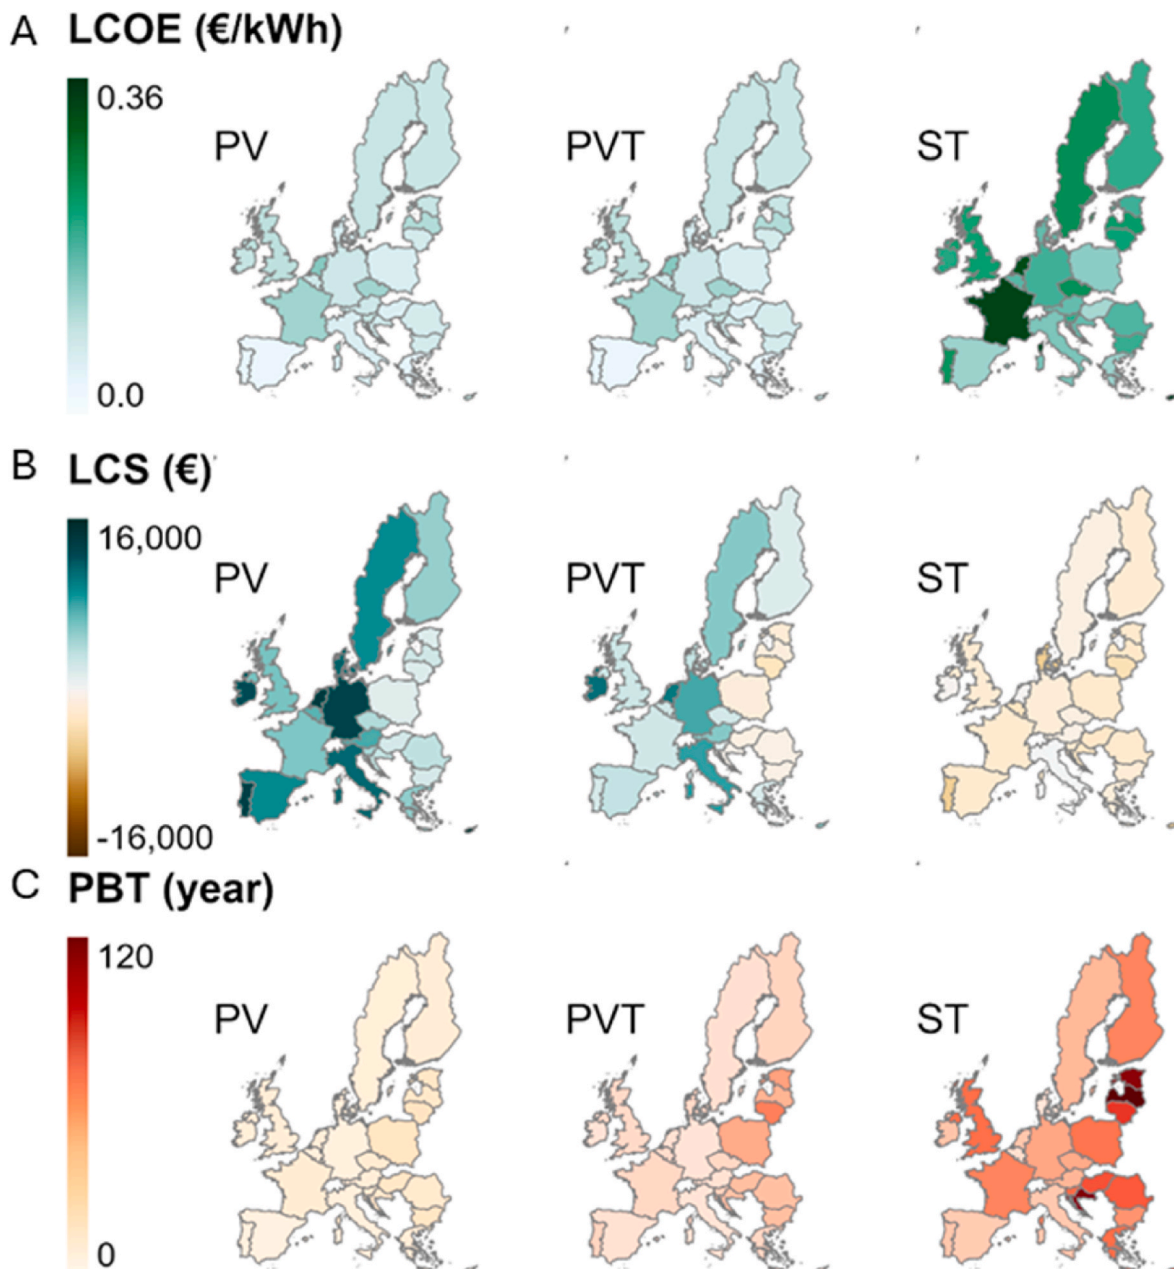 A LCOE (€/kWh)
0.36
PV PVT ST
0.0
B LCS (€)
16,000
PV PVT ST
-16,000
C PBT (year)
120
PV PVT ST
0